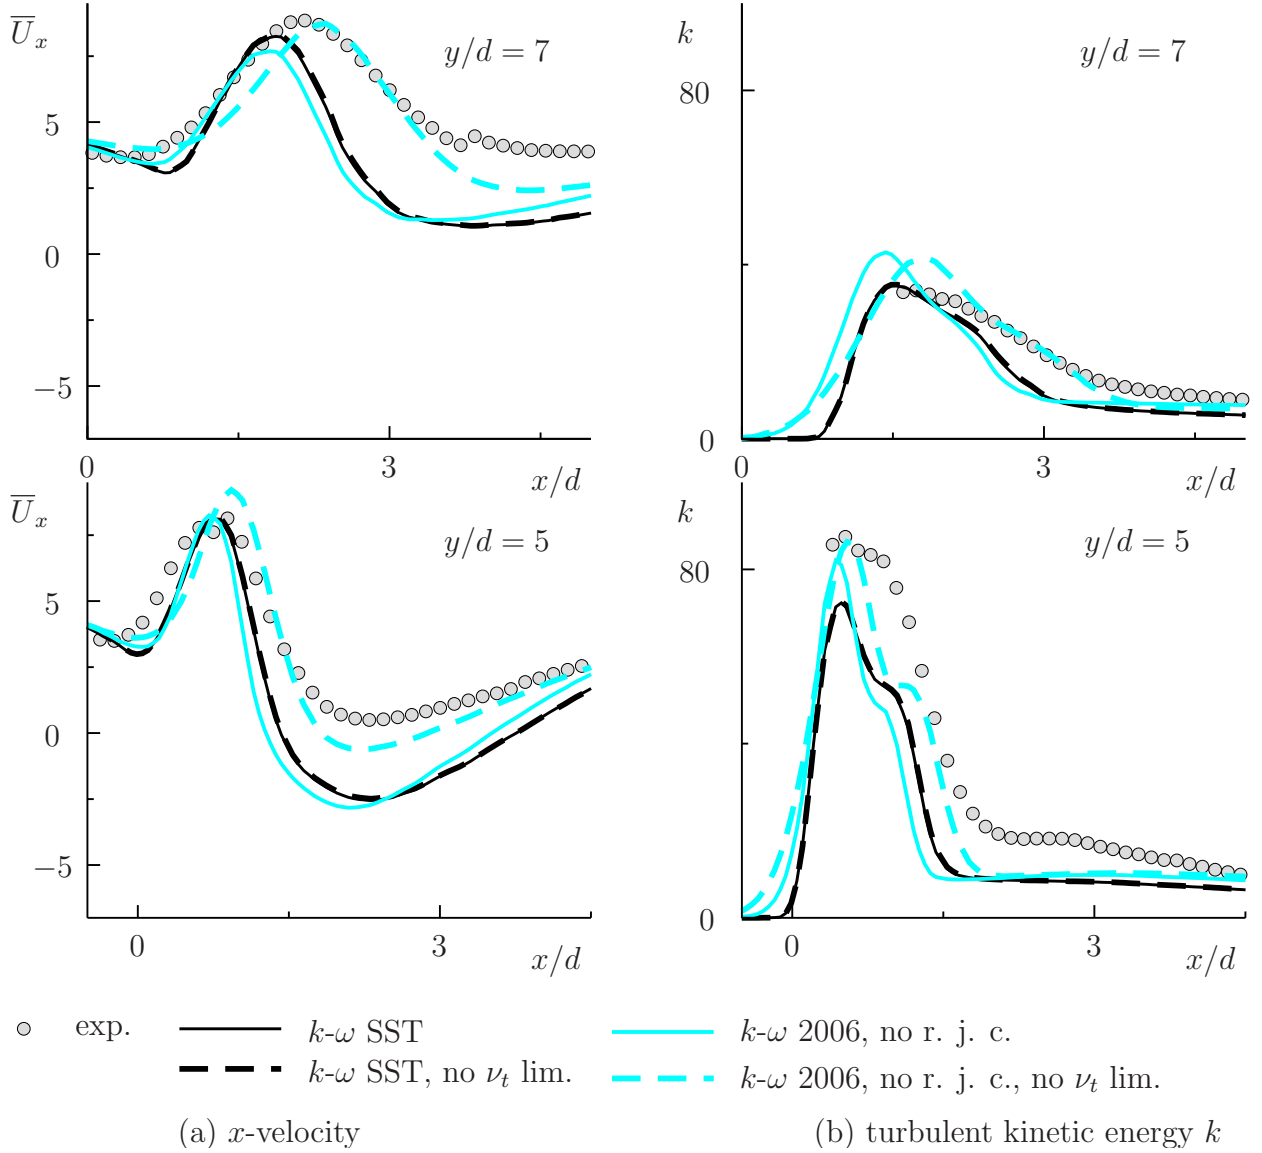 U̅ₓ
y/d = 7
5
0
−5
0
3
x/d
k
y/d = 7
80
0
0
3
x/d
U̅ₓ
y/d = 5
5
0
−5
0
3
x/d
k
y/d = 5
80
0
0
3
x/d
exp.
k-ω SST
k-ω 2006, no r. j. c.
k-ω SST, no νₜ lim.
k-ω 2006, no r. j. c., no νₜ lim.
(a) x-velocity
(b) turbulent kinetic energy k